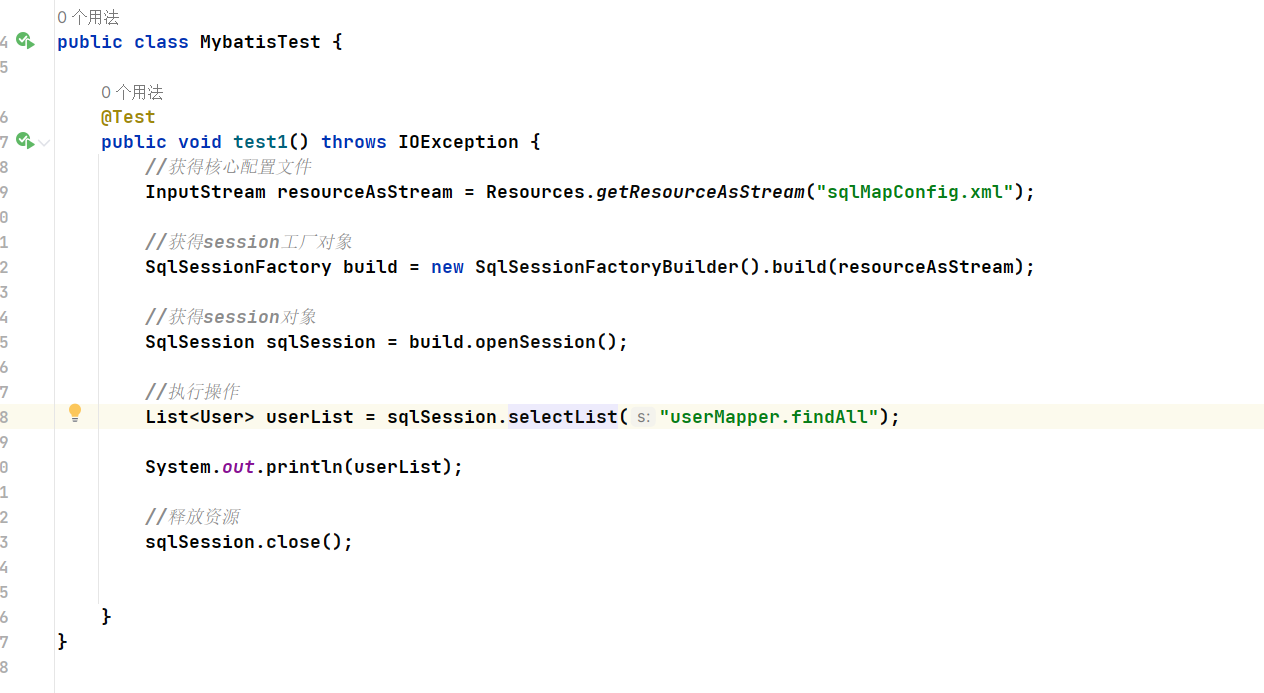 0 个用法
4 public class MybatisTest {
5
0 个用法
6 @Test
7 public void test1() throws IOException {
8 //获得核心配置文件
9 InputStream resourceAsStream = Resources.getResourceAsStream("sqlMapConfig.xml");
0
1 //获得session工厂对象
2 SqlSessionFactory build = new SqlSessionFactoryBuilder().build(resourceAsStream);
3
4 //获得session对象
5 SqlSession sqlSession = build.openSession();
6
7 //执行操作
8 List<User> userList = sqlSession.selectList( s: "userMapper.findAll");
9
0 System.out.println(userList);
1
2 //释放资源
3 sqlSession.close();
4
5
6 }
7 }
8